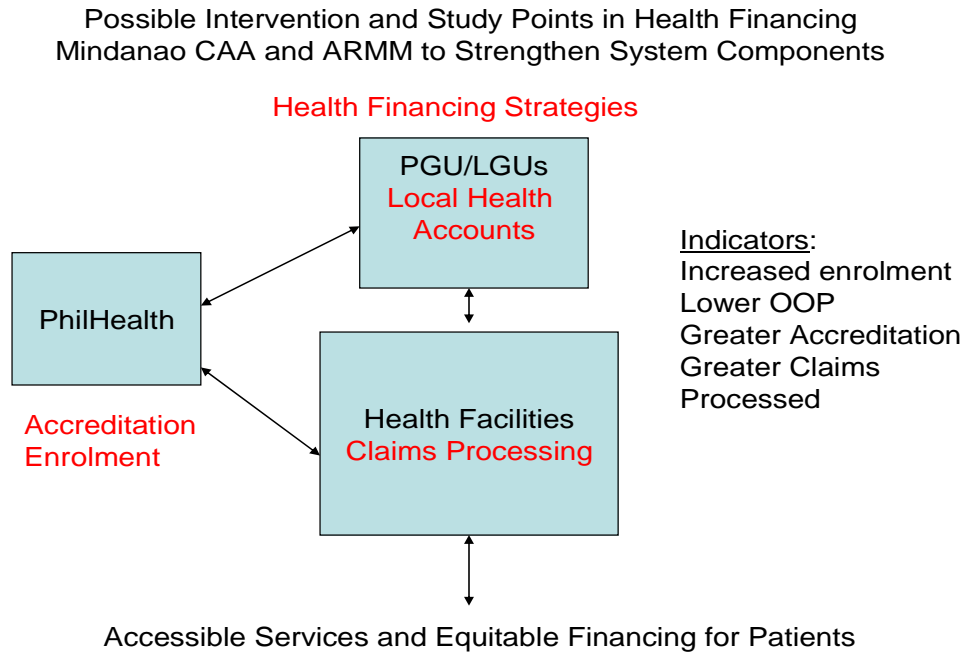 Possible Intervention and Study Points in Health Financing
Mindanao CAA and ARMM to Strengthen System Components
Health Financing Strategies
PGU/LGUs
Local Health
Accounts
PhilHealth
Accreditation
Enrolment
Health Facilities
Claims Processing
Indicators:
Increased enrolment
Lower OOP
Greater Accreditation
Greater Claims
Processed
Accessible Services and Equitable Financing for Patients